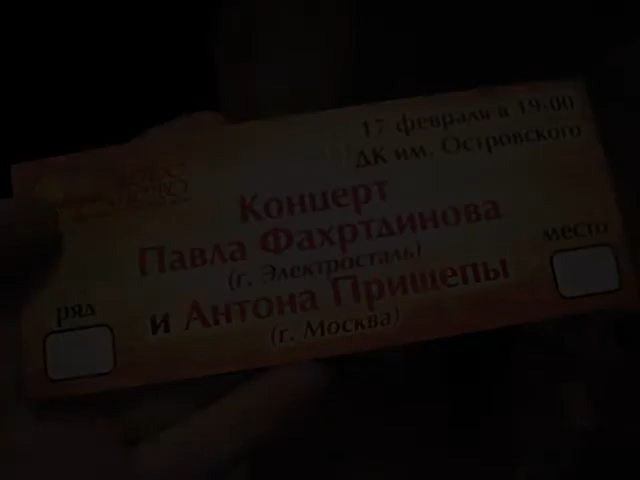 17 февраля в 19-00
ДК им. Островского
Концерт
Павла Фахртдинова
(г. Электросталь)
и Антона Прищепы
(г. Москва)
ряд
место